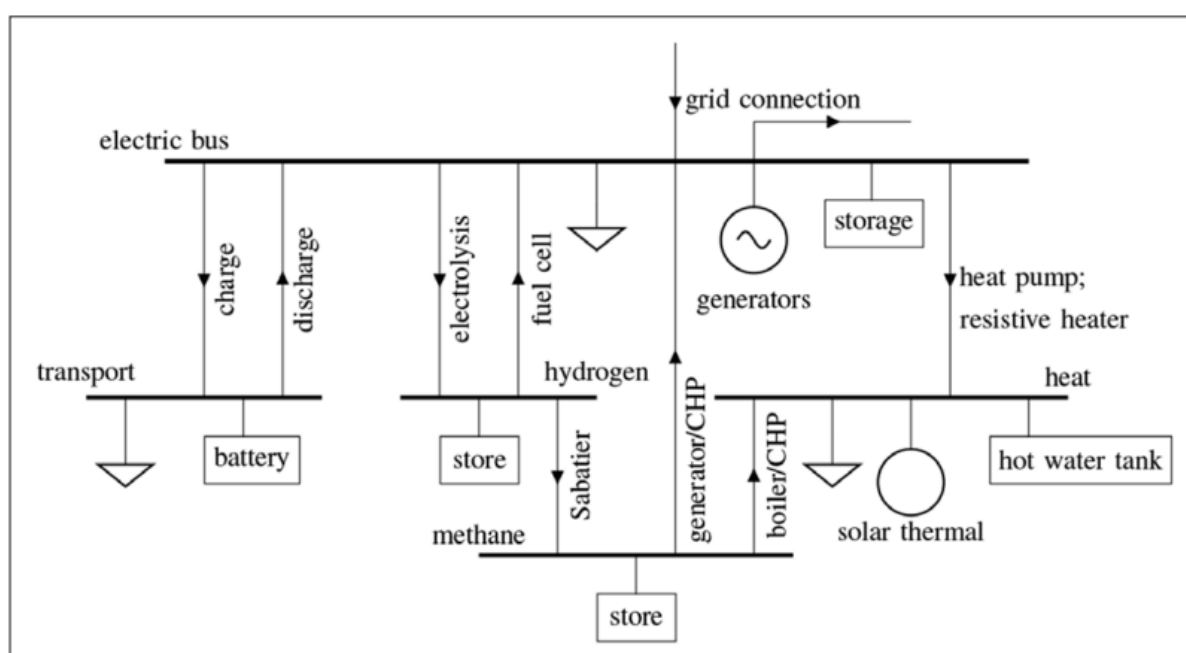 grid connection
electric bus
charge
discharge
electrolysis
fuel cell
storage
generators
heat pump;
resistive heater
transport
hydrogen
heat
battery
store
Sabatier
generator/CHP
boiler/CHP
hot water tank
solar thermal
methane
store